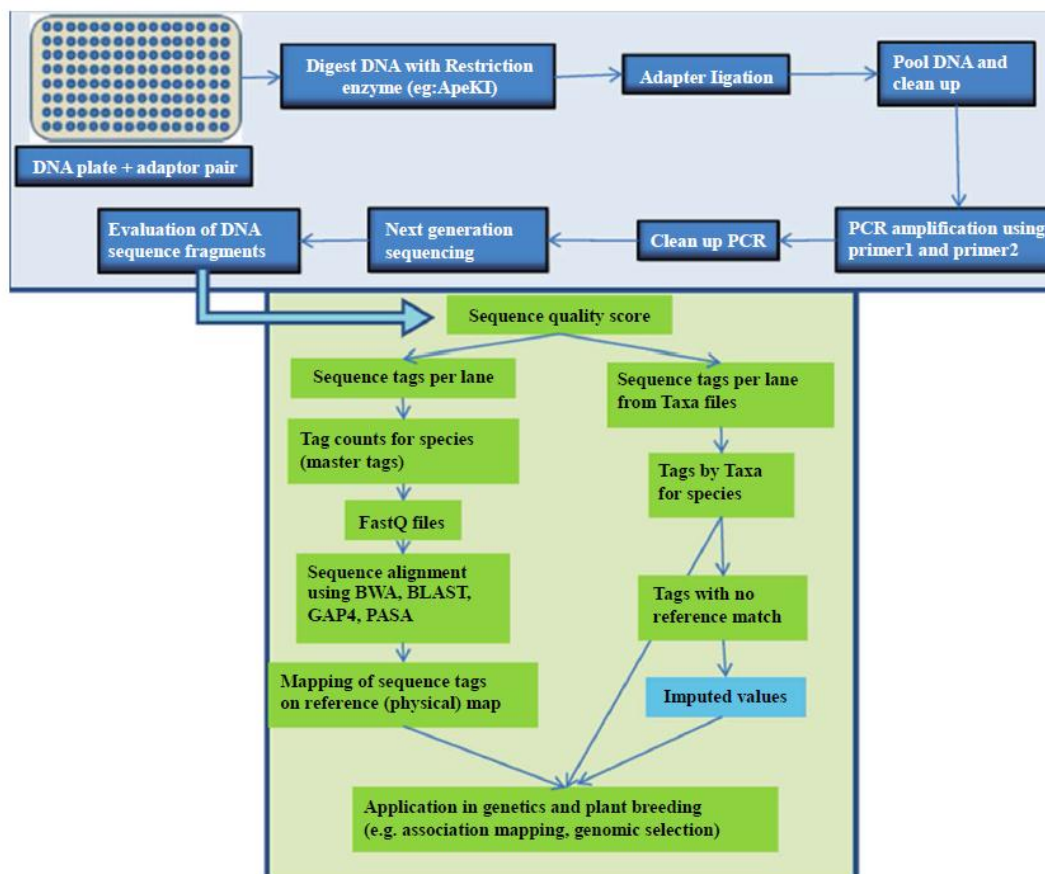 Digest DNA with Restriction
enzyme (eg:ApeKI)
Adapter Iigation
Pool DNA and
clean up
DNA plate + adaptor pair
Evaluation of DNA
sequence fragments
Next generation
sequencing
Clean up PCR
PCR amplification using
primer1 and primer2
Sequence quality score
Sequence tags per lane
Sequence tags per lane
from Taxa files
Tag counts for species
(master tags)
Tags by Taxa
for species
FastQ files
Sequence alignment
using BWA, BLAST,
GAP4, PASA
Tags with no
reference match
Mapping of sequence tags
on reference (physical) map
Imputed values
Application in genetics and plant breeding
(e.g. association mapping, genomic selection)